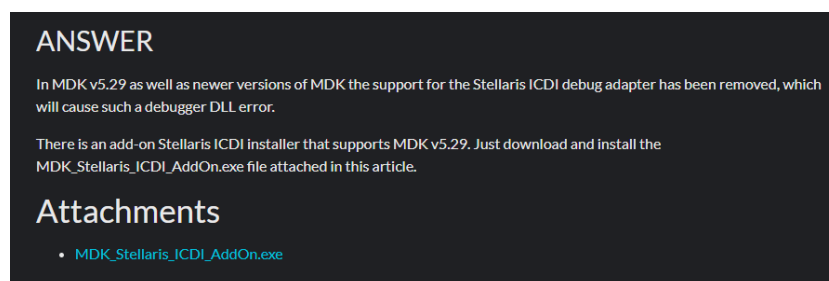 ANSWER
In MDK v5.29 as well as newer versions of MDK the support for the Stellaris ICDI debug adapter has been removed, which
will cause such a debugger DLL error.
There is an add-on Stellaris ICDI installer that supports MDK v5.29. Just download and install the
MDK_Stellaris_ICDI_AddOn.exe file attached in this article.
Attachments
• MDK_Stellaris_ICDI_AddOn.exe